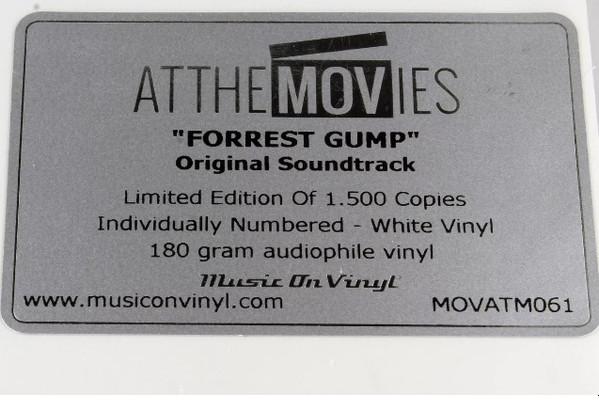 ATTHEMOVIES
"FORREST GUMP"
Original Soundtrack
Limited Edition Of 1.500 Copies
Individually Numbered - White Vinyl
180 gram audiophile vinyl
Music On Vinyl
www.musiconvinyl.com MOVATM061